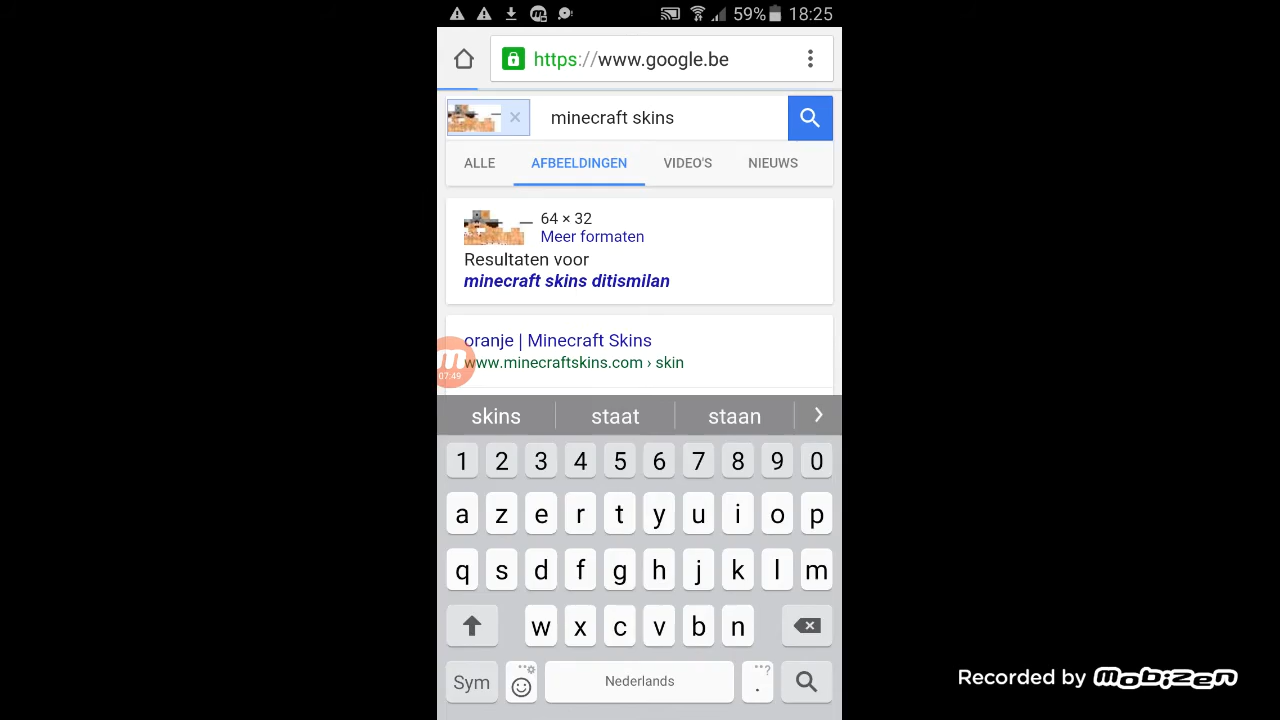 59% 18:25
https://www.google.be
minecraft skins
ALLE AFBEELDINGEN VIDEO'S NIEUWS
64 × 32
Meer formaten
Resultaten voor
minecraft skins ditismilan
oranje | Minecraft Skins
www.minecraftskins.com › skin
07:49
skins staat staan
1 2 3 4 5 6 7 8 9 0
a z e r t y u i o p
q s d f g h j k l m
w x c v b n
Sym Nederlands . ?
Recorded by mobizen